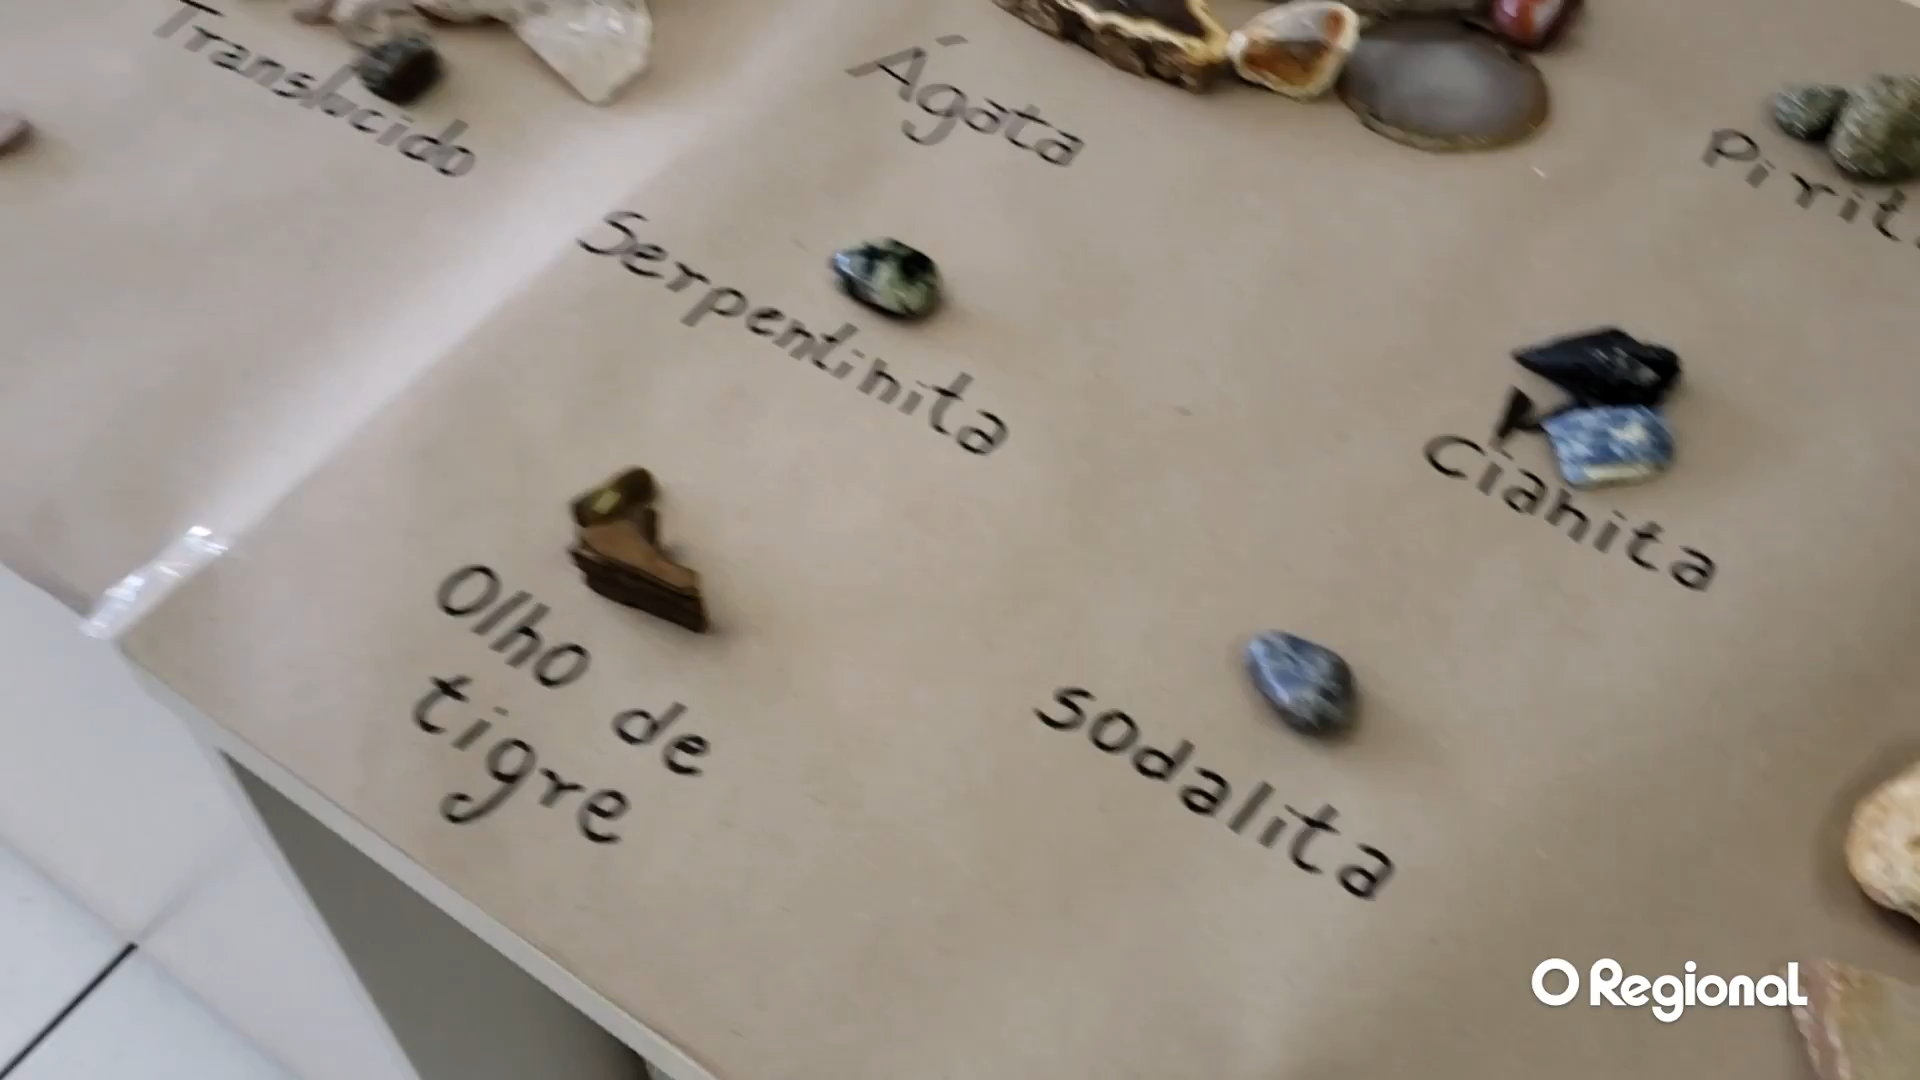 Translucido
Ágata
Pirit
Serpentinita
Cianita
Olho de
tigre
sodalita
O Regional